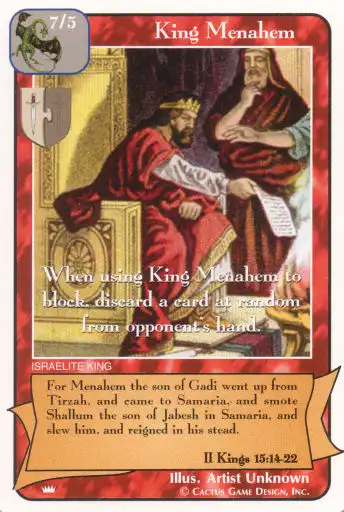 7/5
King Menahem
When using King Menahem to
block, discard a card at random
from opponent's hand.
ISRAELITE KING
For Menahem the son of Gadi went up from
Tirzah, and came to Samaria, and smote
Shallum the son of Jabesh in Samaria, and
slew him, and reigned in his stead.
II Kings 15:14-22
Illus. Artist Unknown
© CACTUS GAME DESIGN, INC.